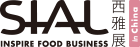 SIAL
INSPIRE FOOD BUSINESS
西雅展
in China